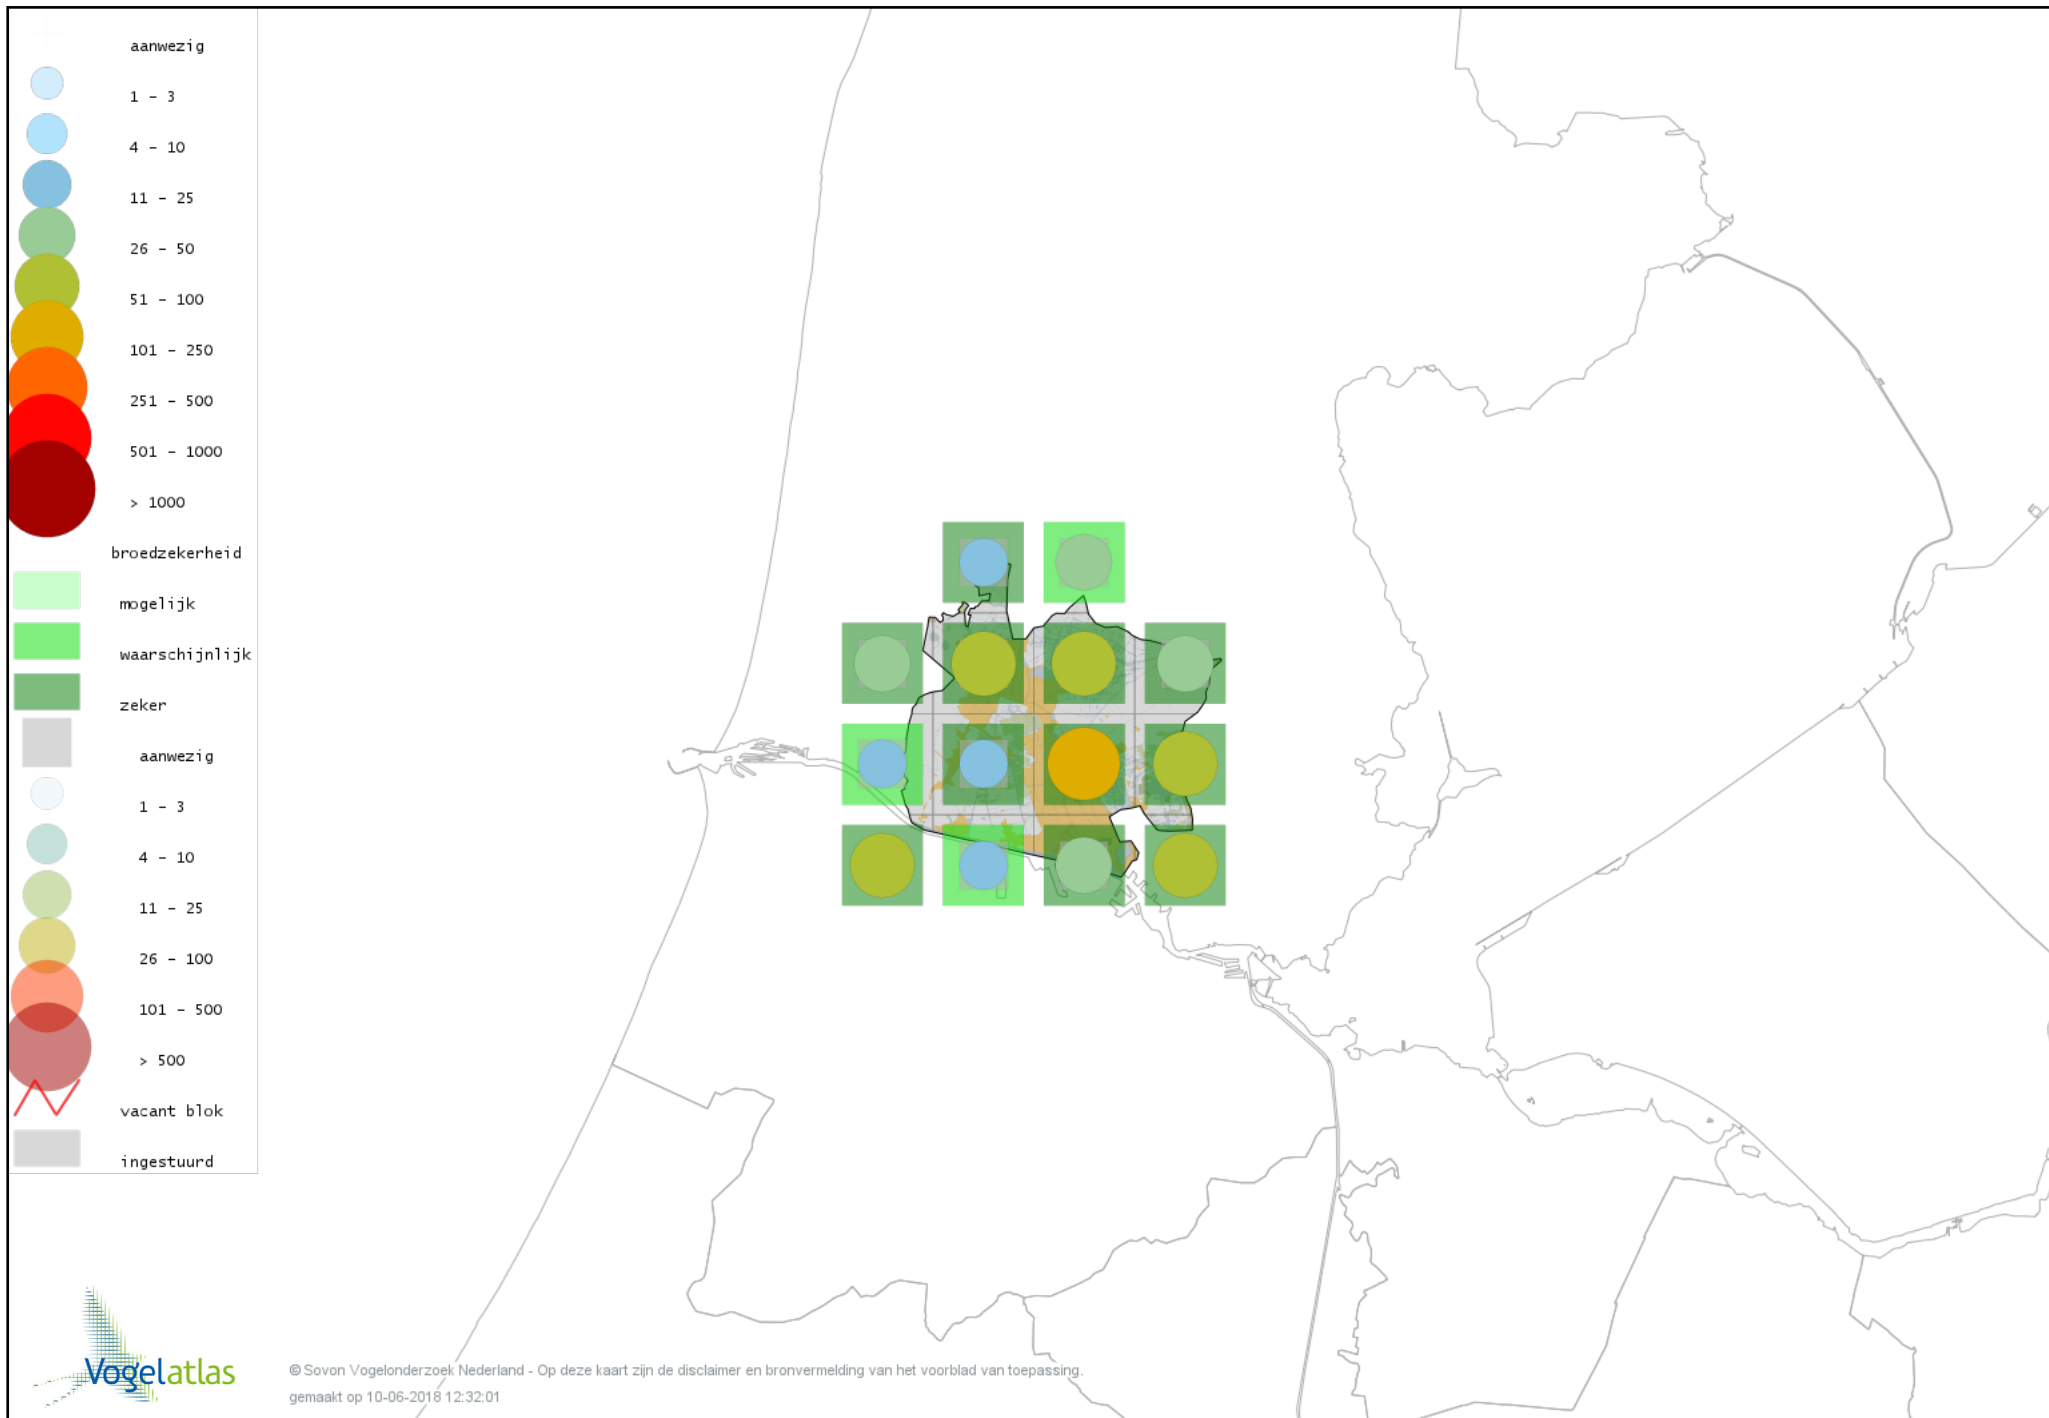 aanwezig
1 - 3
4 - 10
11 - 25
26 - 50
51 - 100
101 - 250
251 - 500
501 - 1000
> 1000
broedzekerheid
mogelijk
waarschijnlijk
zeker
aanwezig
1 - 3
4 - 10
11 - 25
26 - 100
101 - 500
> 500
vacant blok
ingestuurd
Vogelatlas
© Sovon Vogelonderzoek Nederland - Op deze kaart zijn de disclaimer en bronvermelding van het voorblad van toepassing.
gemaakt op 10-06-2018 12:32:01